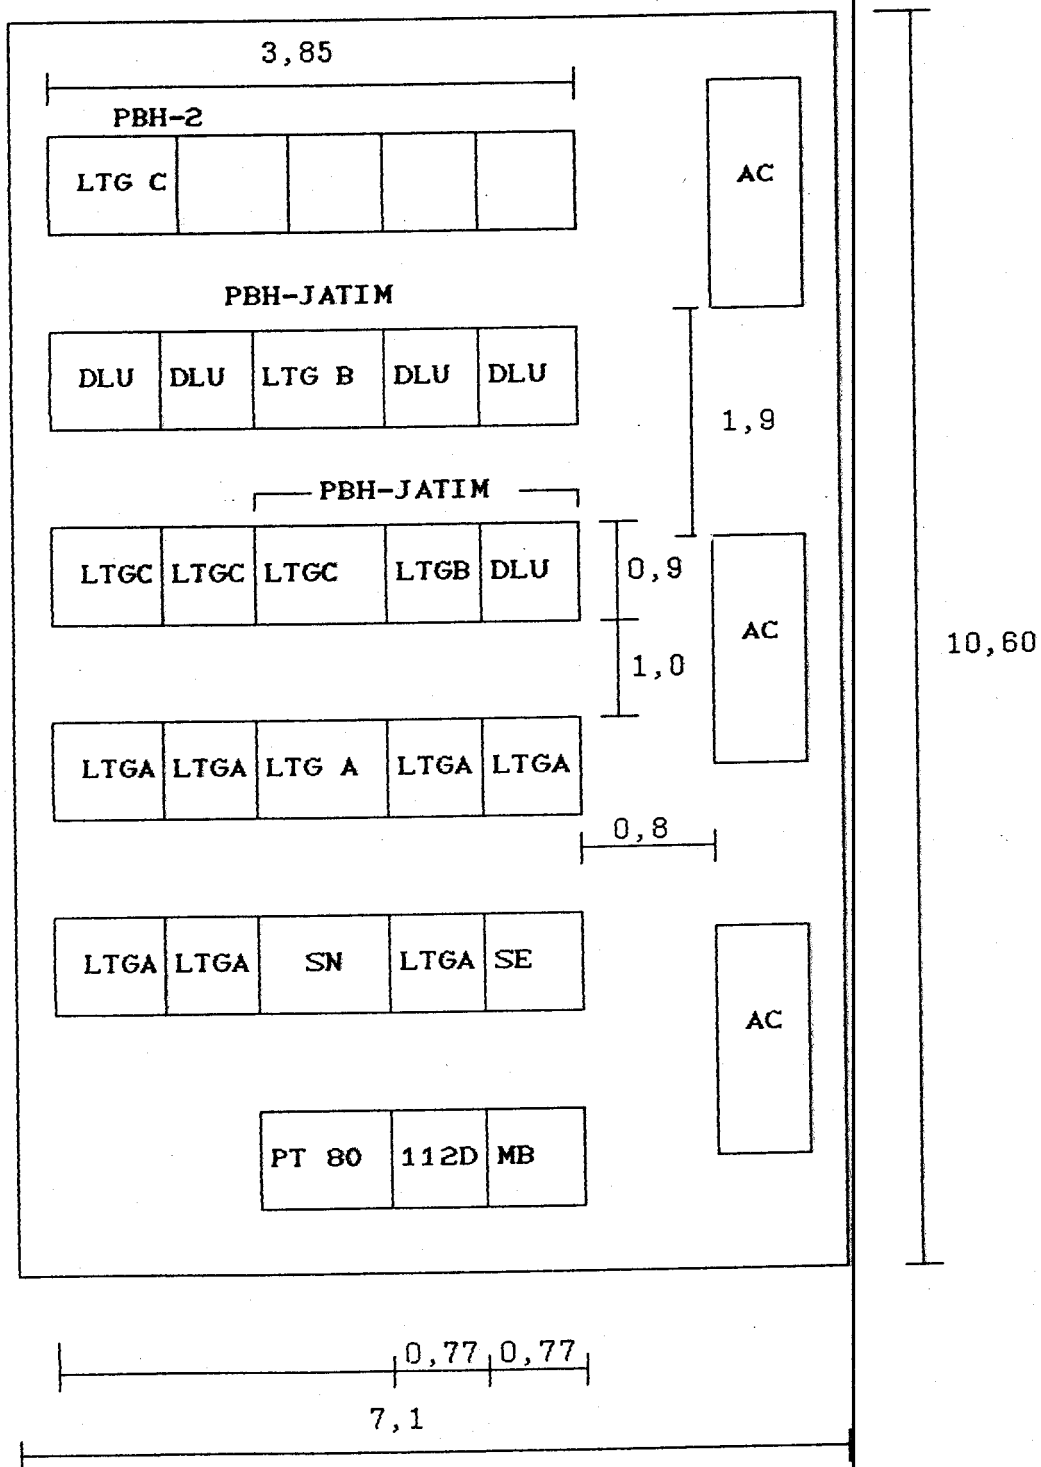 3,85
PBH-2
LTG C
AC
PBH-JATIM
DLU DLU LTG B DLU DLU
1,9
PBH-JATIM
LTGC LTGC LTGC LTGB DLU
0,9
AC
10,60
1,0
LTGA LTGA LTG A LTGA LTGA
0,8
LTGA LTGA SN LTGA SE
AC
PT 80 112D MB
0,77 0,77
7,1